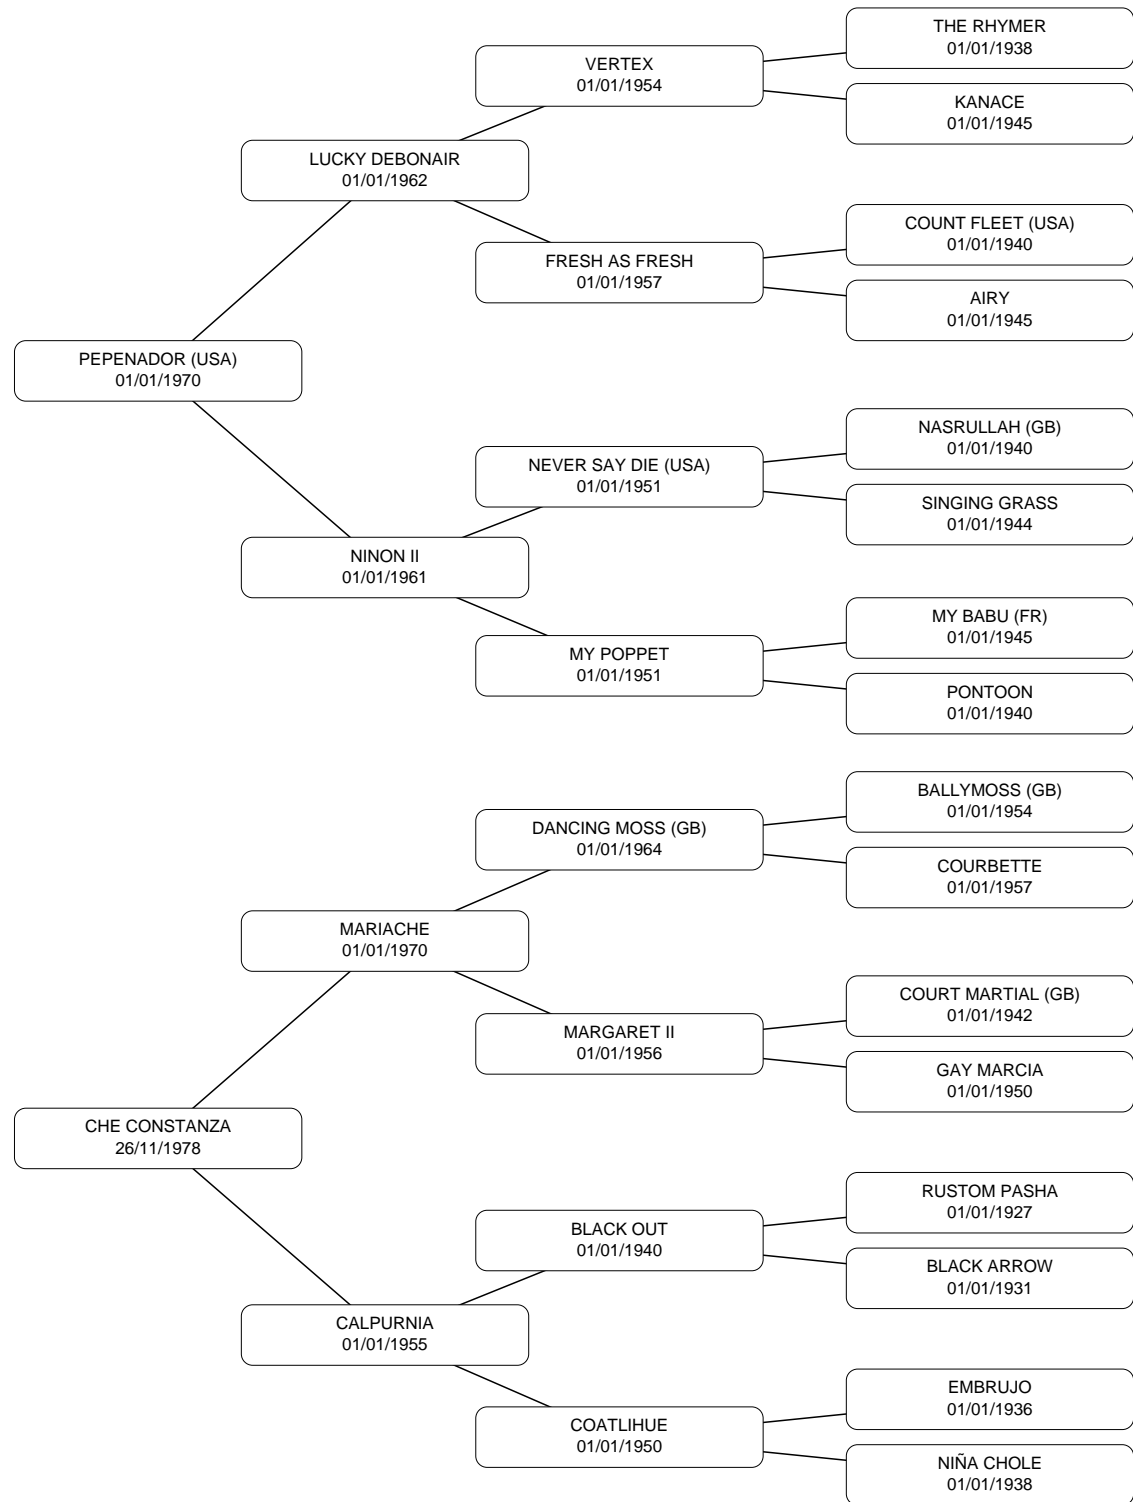 THE RHYMER
01/01/1938
VERTEX
01/01/1954
KANACE
01/01/1945
LUCKY DEBONAIR
01/01/1962
COUNT FLEET (USA)
01/01/1940
FRESH AS FRESH
01/01/1957
AIRY
01/01/1945
PEPENADOR (USA)
01/01/1970
NASRULLAH (GB)
01/01/1940
NEVER SAY DIE (USA)
01/01/1951
SINGING GRASS
01/01/1944
NINON II
01/01/1961
MY BABU (FR)
01/01/1945
MY POPPET
01/01/1951
PONTOON
01/01/1940
BALLYMOSS (GB)
01/01/1954
DANCING MOSS (GB)
01/01/1964
COURBETTE
01/01/1957
MARIACHE
01/01/1970
COURT MARTIAL (GB)
01/01/1942
MARGARET II
01/01/1956
GAY MARCIA
01/01/1950
CHE CONSTANZA
26/11/1978
RUSTOM PASHA
01/01/1927
BLACK OUT
01/01/1940
BLACK ARROW
01/01/1931
CALPURNIA
01/01/1955
EMBRUJO
01/01/1936
COATLIHUE
01/01/1950
NIÑA CHOLE
01/01/1938